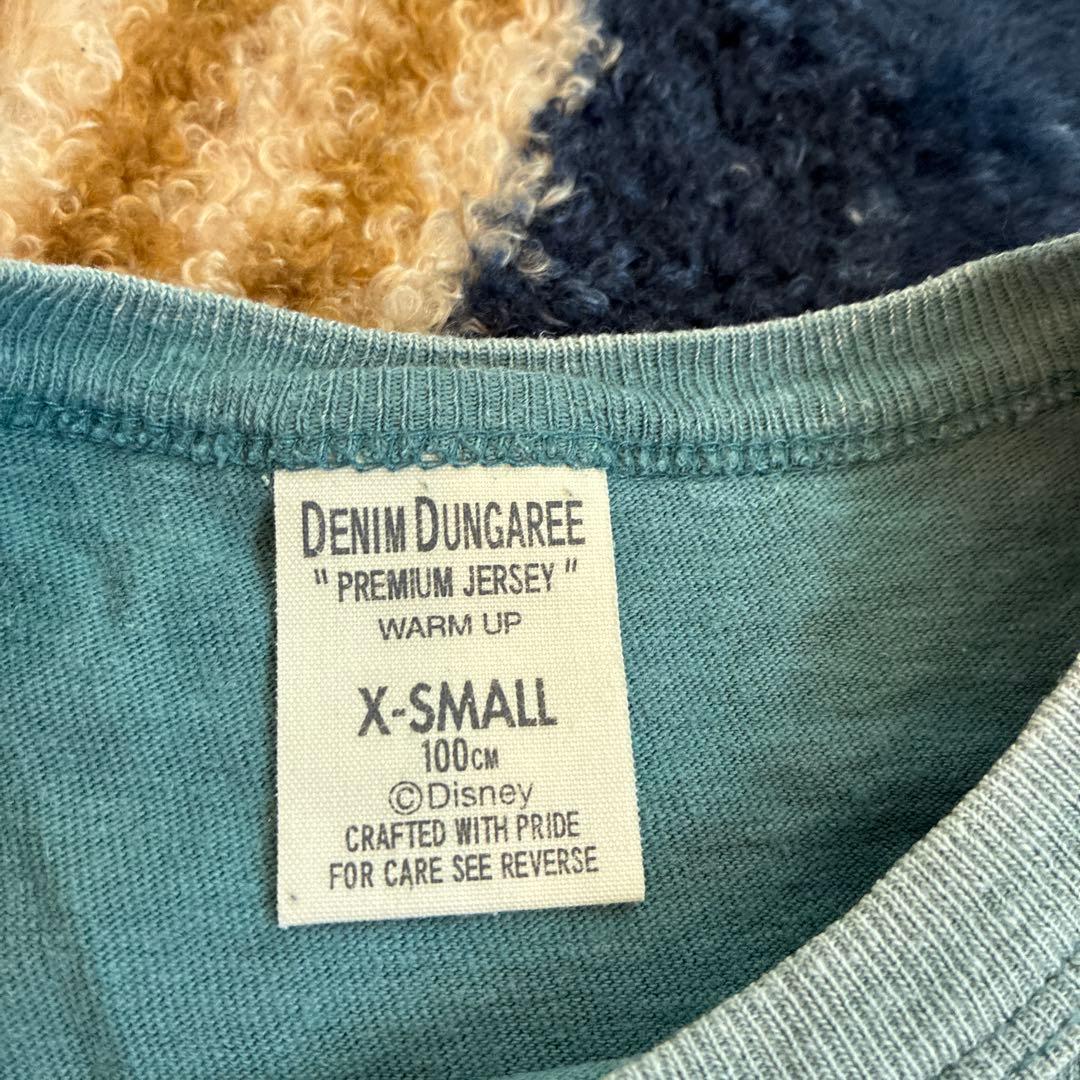 DENIM DUNGAREE
"PREMIUM JERSEY"
WARM UP
X-SMALL
100CM
©Disney
CRAFTED WITH PRIDE
FOR CARE SEE REVERSE